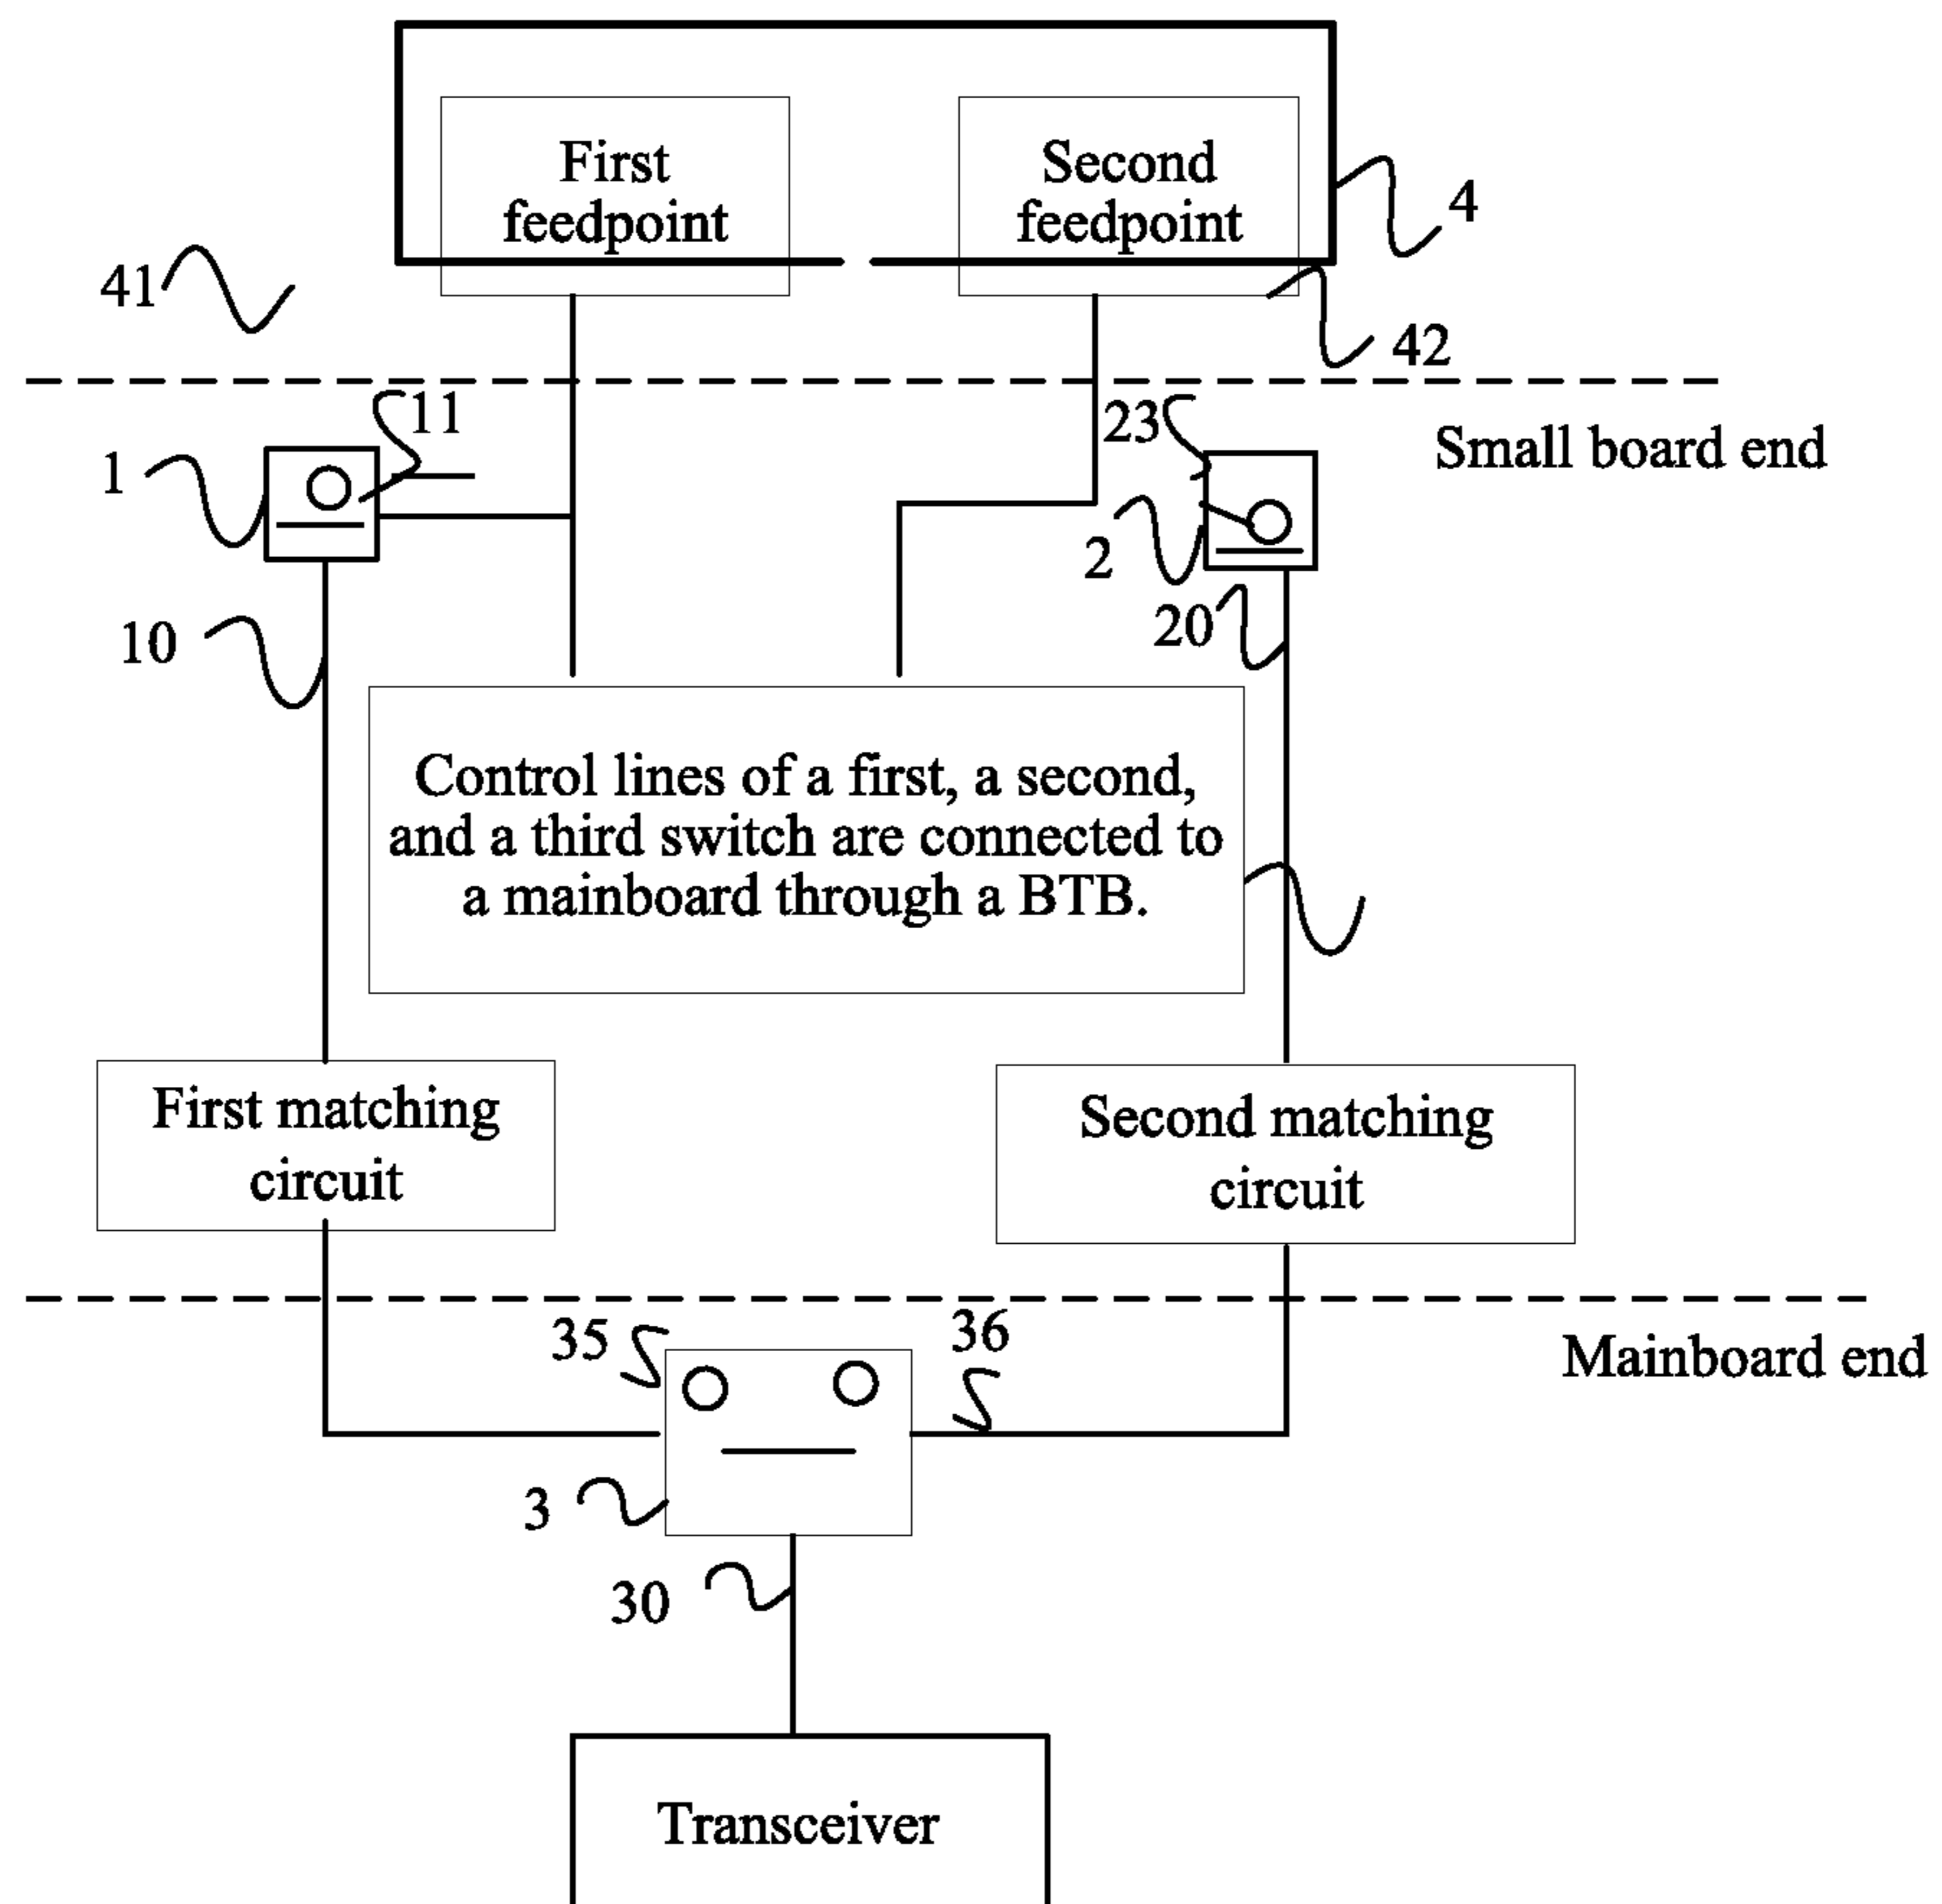 First
feedpoint
Second
feedpoint
4
41
42
11
23
Small board end
1
2
10
20
Control lines of a first, a second,
and a third switch are connected to
a mainboard through a BTB.
First matching
circuit
Second matching
circuit
35
36
Mainboard end
3
30
Transceiver